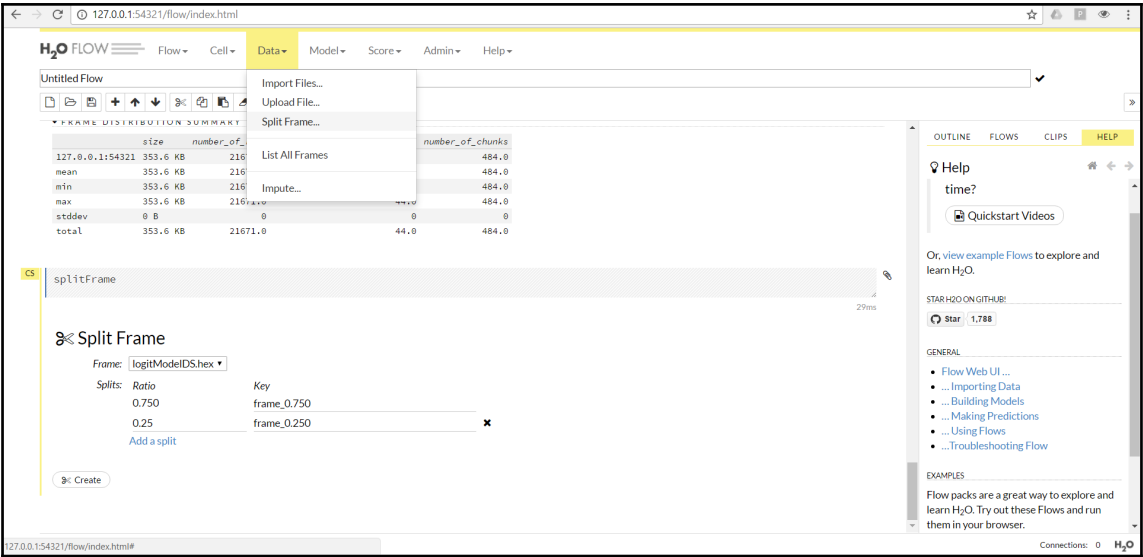 127.0.0.1:54321/flow/index.html
H2O FLOW Flow Cell Data Model Score Admin Help
Untitled Flow
Import Files...
Upload File...
Split Frame...
List All Frames
Impute...
FRAME DISTRIBUTION SUMMARY
size number_of_ number_of_chunks
127.0.0.1:54321 353.6 KB 2167 484.0
mean 353.6 KB 216 484.0
min 353.6 KB 216 484.0
max 353.6 KB 21671.0 44.0 484.0
stddev 0 B 0 0 0
total 353.6 KB 21671.0 44.0 484.0
CS
splitFrame
29ms
Split Frame
Frame: logitModelDS.hex
Splits: Ratio Key
0.750 frame_0.750
0.25 frame_0.250
Add a split
Create
OUTLINE FLOWS CLIPS HELP
Help
time?
Quickstart Videos
Or, view example Flows to explore and
learn H2O.
STAR H2O ON GITHUB!
Star 1,788
GENERAL
• Flow Web UI ...
• ... Importing Data
• ... Building Models
• ... Making Predictions
• ... Using Flows
• ...Troubleshooting Flow
EXAMPLES
Flow packs are a great way to explore and
learn H2O. Try out these Flows and run
them in your browser.
127.0.0.1:54321/flow/index.html#
Connections: 0 H2O